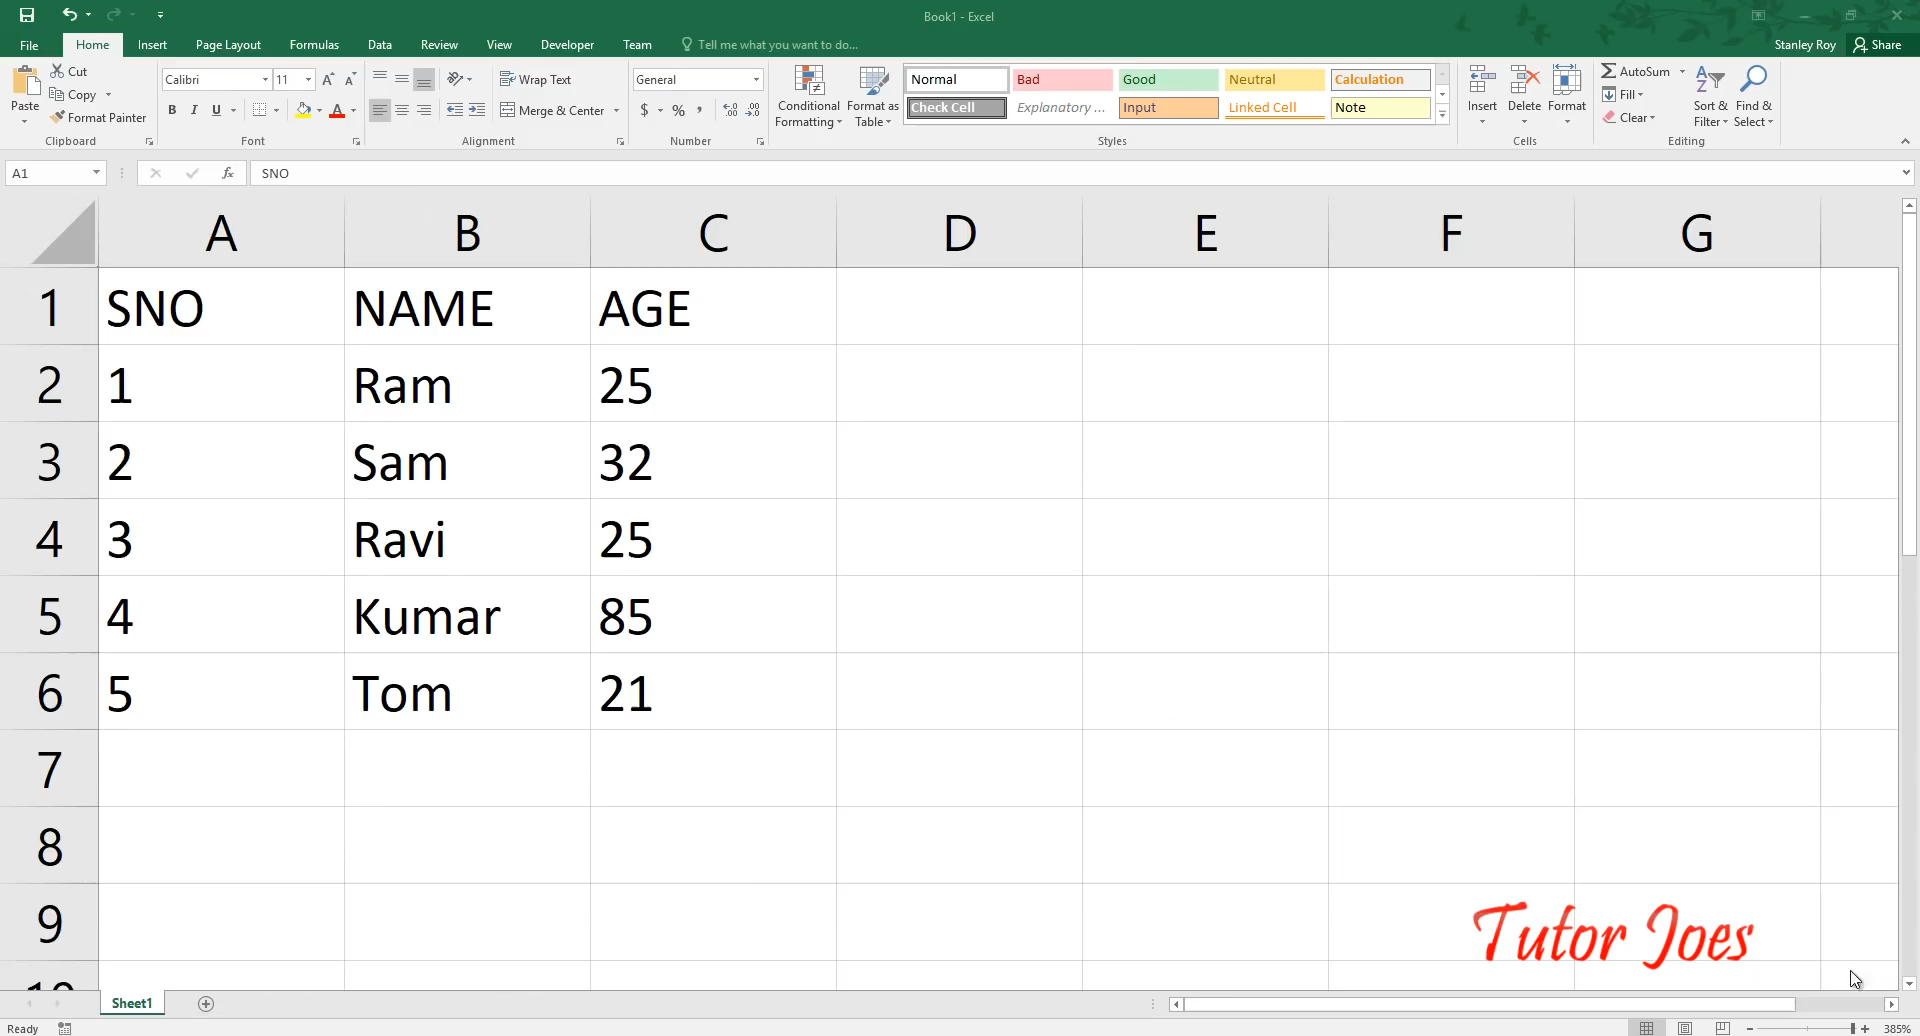 Book1 - Excel
File Home Insert Page Layout Formulas Data Review View Developer Team Tell me what you want to do... Stanley Roy Share
Paste Cut Copy Format Painter Clipboard
Calibri 11 B I U A Font
Wrap Text Merge & Center Alignment
General $ % , Number
Conditional Formatting Format as Table
Normal Bad Good Neutral Calculation
Check Cell Explanatory ... Input Linked Cell Note
Styles
Insert Delete Format Cells
AutoSum Fill Clear Sort & Filter Find & Select Editing
A1 fx SNO
A B C D E F G
1 SNO NAME AGE
2 1 Ram 25
3 2 Sam 32
4 3 Ravi 25
5 4 Kumar 85
6 5 Tom 21
7
8
9
Tutor Joes
10
Sheet1
Ready 385%